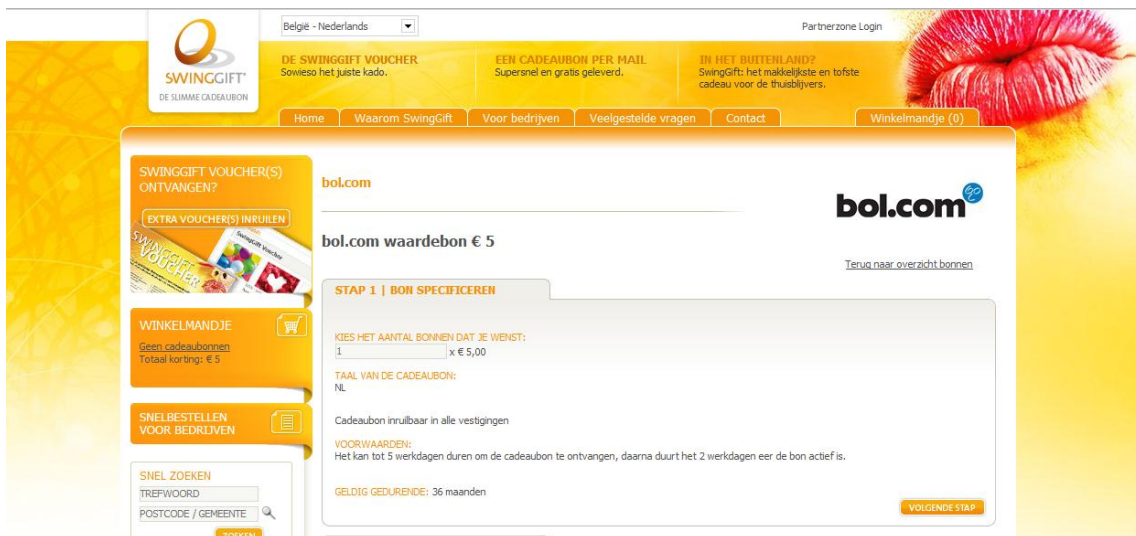 België - Nederlands
Partnerzone Login
SWINGGIFT
DE SLIMME CADEAUBON
DE SWINGGIFT VOUCHER
Sowieso het juiste kado.
EEN CADEAUBON PER MAIL
Supersnel en gratis geleverd.
IN HET BUITENLAND?
SwingGift: het makkelijkste en tofste
cadeau voor de thuisblijvers.
Home
Waarom SwingGift
Voor bedrijven
Veelgestelde vragen
Contact
Winkelmandje (0)
SWINGGIFT VOUCHER(S)
ONTVANGEN?
EXTRA VOUCHER(S) INRUILEN
SWINGGIFT
VOUCHER
SwingGift Voucher
WINKELMANDJE
Geen cadeaubonnen
Totaal korting: € 5
SNELBESTELLEN
VOOR BEDRIJVEN
SNEL ZOEKEN
TREFWOORD
POSTCODE / GEMEENTE
ZOEKEN
bol.com
bol.com
bol.com waardebon € 5
Terug naar overzicht bonnen
STAP 1 | BON SPECIFICEREN
KIES HET AANTAL BONNEN DAT JE WENST:
1 x € 5,00
TAAL VAN DE CADEAUBON:
NL
Cadeaubon inruilbaar in alle vestigingen
VOORWAARDEN:
Het kan tot 5 werkdagen duren om de cadeaubon te ontvangen, daarna duurt het 2 werkdagen eer de bon actief is.
GELDIG GEDURENDE: 36 maanden
VOLGENDE STAP